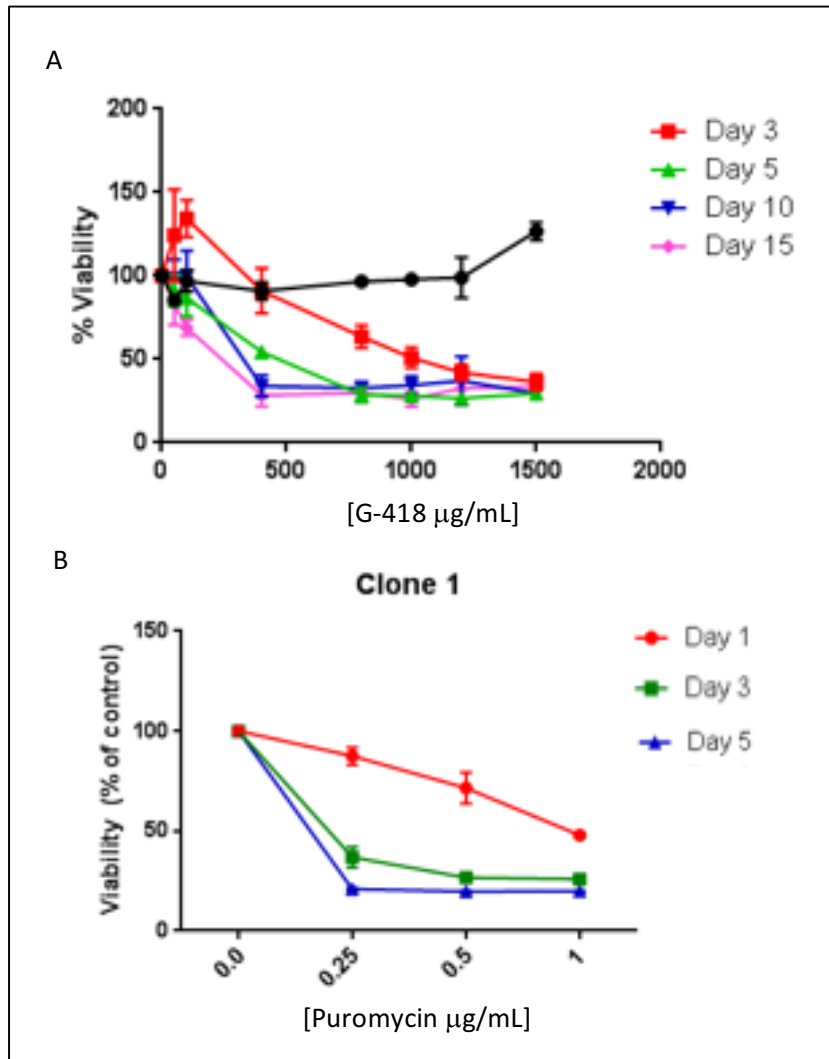 A
200
150
100
50
0
% Viability
0 500 1000 1500 2000
[G-418 μg/mL]
Day 3
Day 5
Day 10
Day 15
B
Clone 1
150
100
50
0
Viability (% of control)
0.0 0.25 0.5 1
[Puromycin μg/mL]
Day 1
Day 3
Day 5